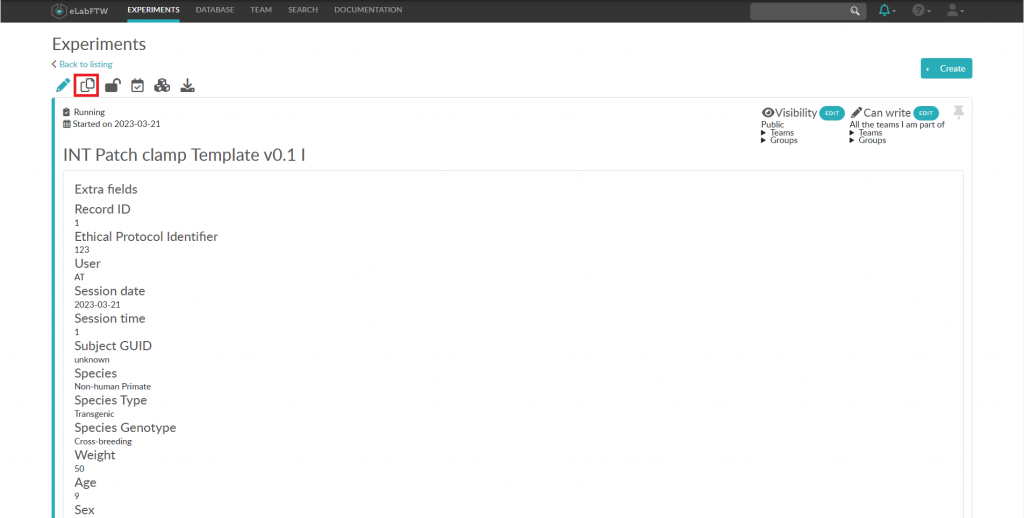 eLabFTW EXPERIMENTS DATABASE TEAM SEARCH DOCUMENTATION
Experiments
Back to listing
Create
Running
Started on 2023-03-21
Visibility EDIT
Public
Teams
Groups
Can write EDIT
All the teams I am part of
Teams
Groups
INT Patch clamp Template v0.1 I
Extra fields
Record ID
1
Ethical Protocol Identifier
123
User
AT
Session date
2023-03-21
Session time
1
Subject GUID
unknown
Species
Non-human Primate
Species Type
Transgenic
Species Genotype
Cross-breeding
Weight
50
Age
9
Sex